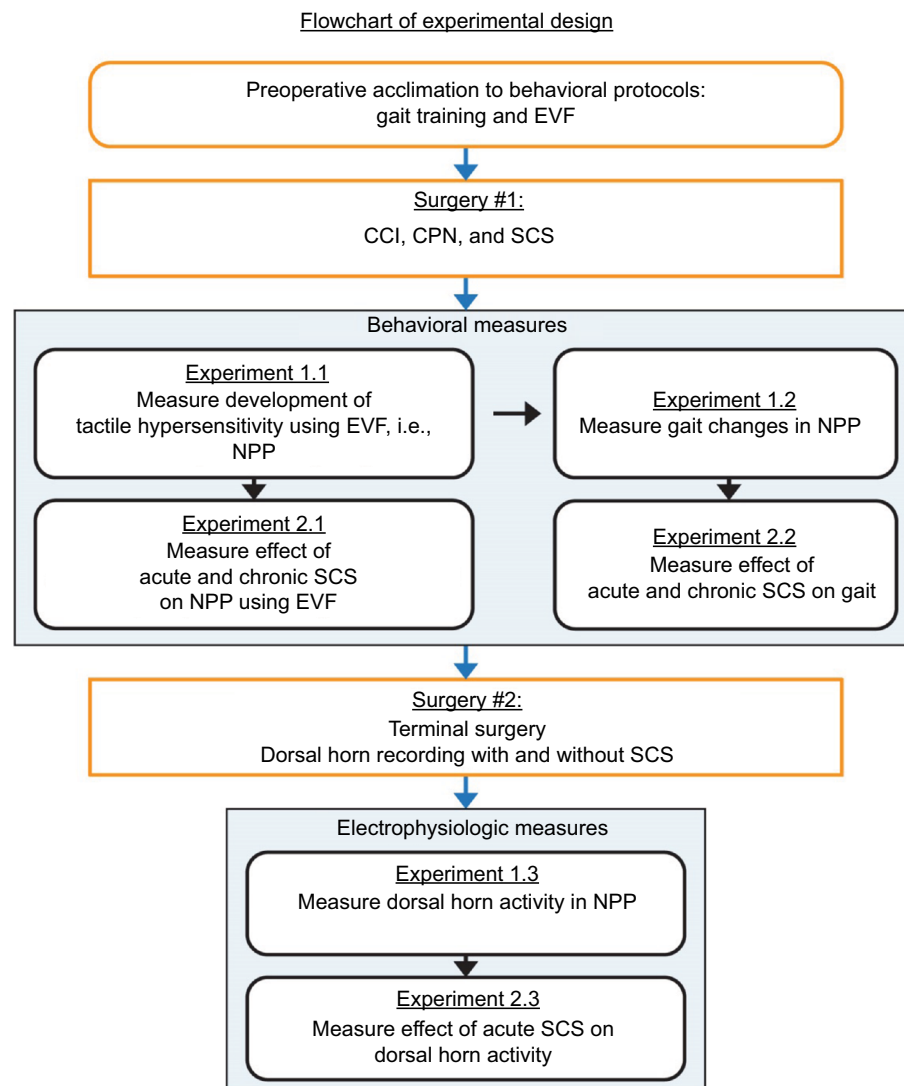 Flowchart of experimental design
Preoperative acclimation to behavioral protocols:
gait training and EVF
Surgery #1:
CCI, CPN, and SCS
Behavioral measures
Experiment 1.1
Measure development of
tactile hypersensitivity using EVF, i.e.,
NPP
Experiment 1.2
Measure gait changes in NPP
Experiment 2.1
Measure effect of
acute and chronic SCS
on NPP using EVF
Experiment 2.2
Measure effect of
acute and chronic SCS on gait
Surgery #2:
Terminal surgery
Dorsal horn recording with and without SCS
Electrophysiologic measures
Experiment 1.3
Measure dorsal horn activity in NPP
Experiment 2.3
Measure effect of acute SCS on
dorsal horn activity